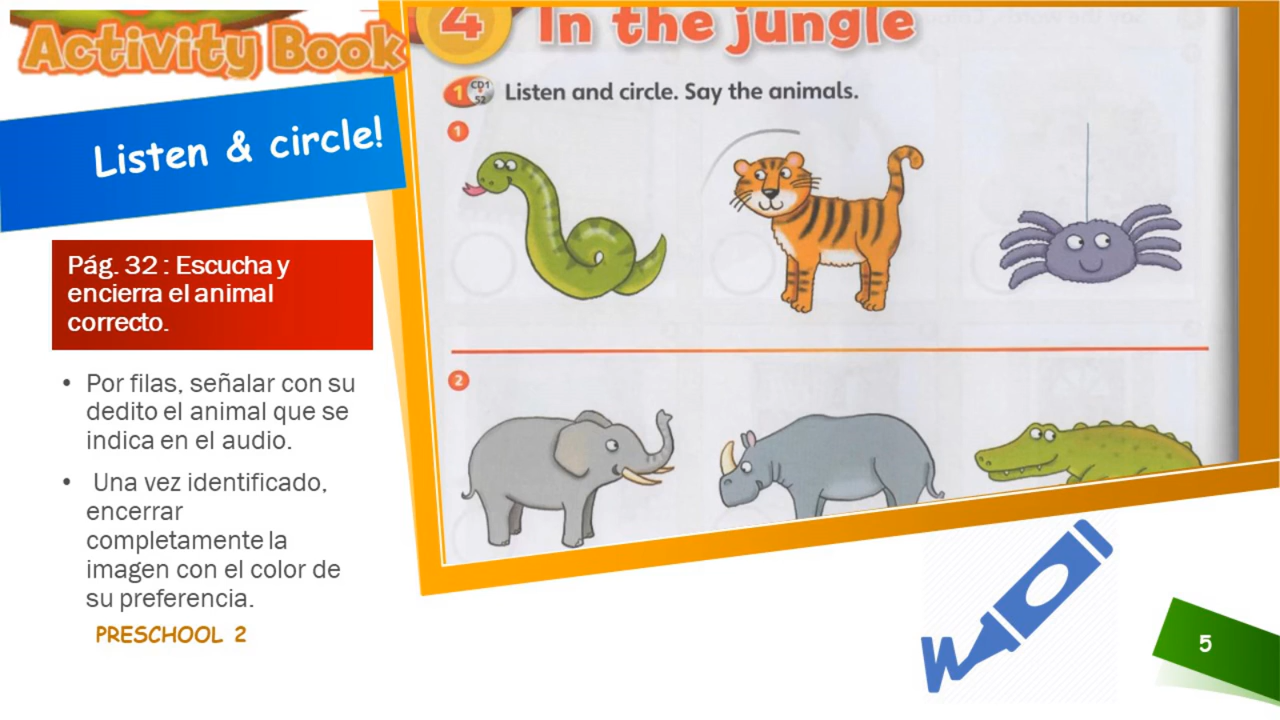 Activity Book
Listen & circle!
Pág. 32 : Escucha y
encierra el animal
correcto.
• Por filas, señalar con su
dedito el animal que se
indica en el audio.
• Una vez identificado,
encerrar
completamente la
imagen con el color de
su preferencia.
PRESCHOOL 2
4 In the jungle
1 CD1 52 Listen and circle. Say the animals.
1
2
5